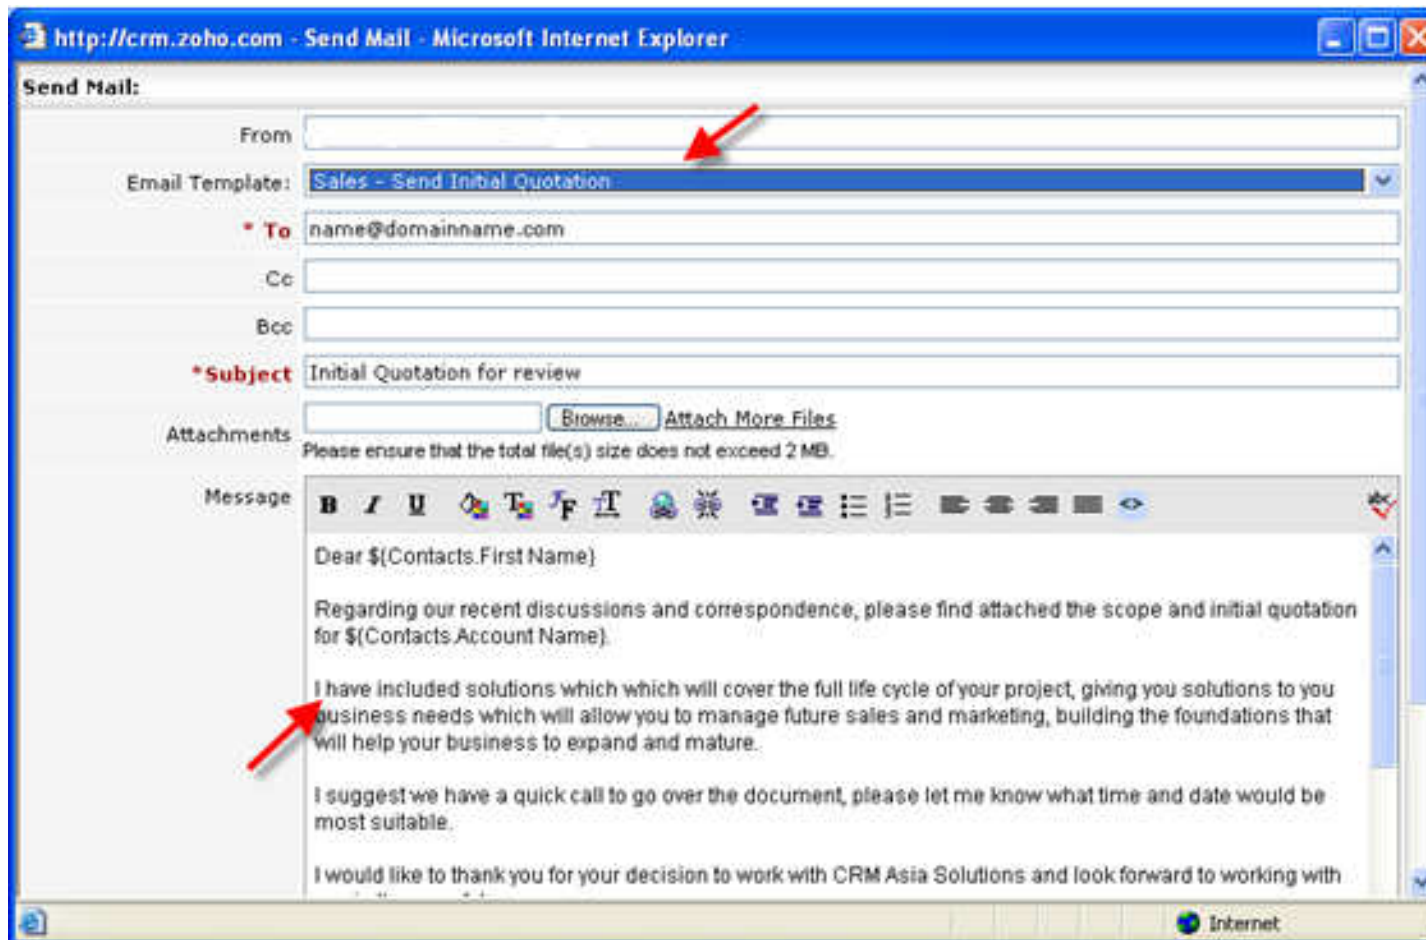 http://crm.zoho.com - Send Mail - Microsoft Internet Explorer
Send Mail:
From
Email Template: Sales - Send Initial Quotation
* To name@domainname.com
Cc
Bcc
*Subject Initial Quotation for review
Attachments Browse... Attach More Files
Please ensure that the total file(s) size does not exceed 2 MB.
Message B I U
Dear ${Contacts.First Name}
Regarding our recent discussions and correspondence, please find attached the scope and initial quotation
for ${Contacts.Account Name}.
I have included solutions which which will cover the full life cycle of your project, giving you solutions to you
business needs which will allow you to manage future sales and marketing, building the foundations that
will help your business to expand and mature.
I suggest we have a quick call to go over the document, please let me know what time and date would be
most suitable.
I would like to thank you for your decision to work with CRM Asia Solutions and look forward to working with
Internet